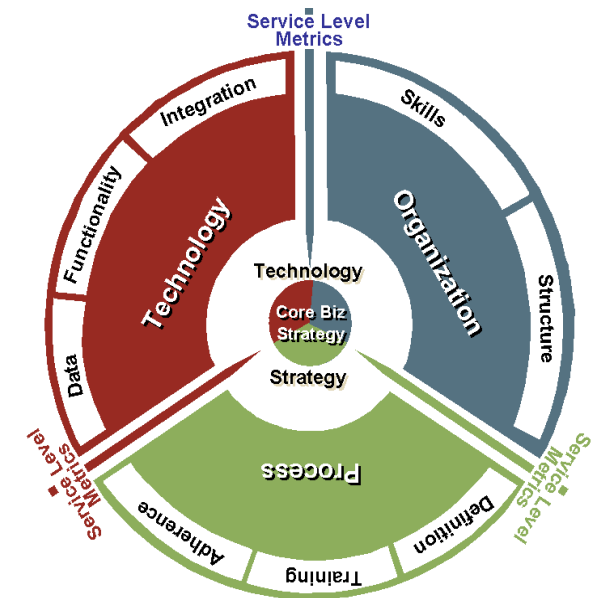 Service Level
Metrics
Integration
Functionality
Data
Technology
Skills
Structure
Organization
Technology
Core Biz
Strategy
Strategy
Process
Adherence
Training
Definition
Service Level
Metrics
Service Level
Metrics